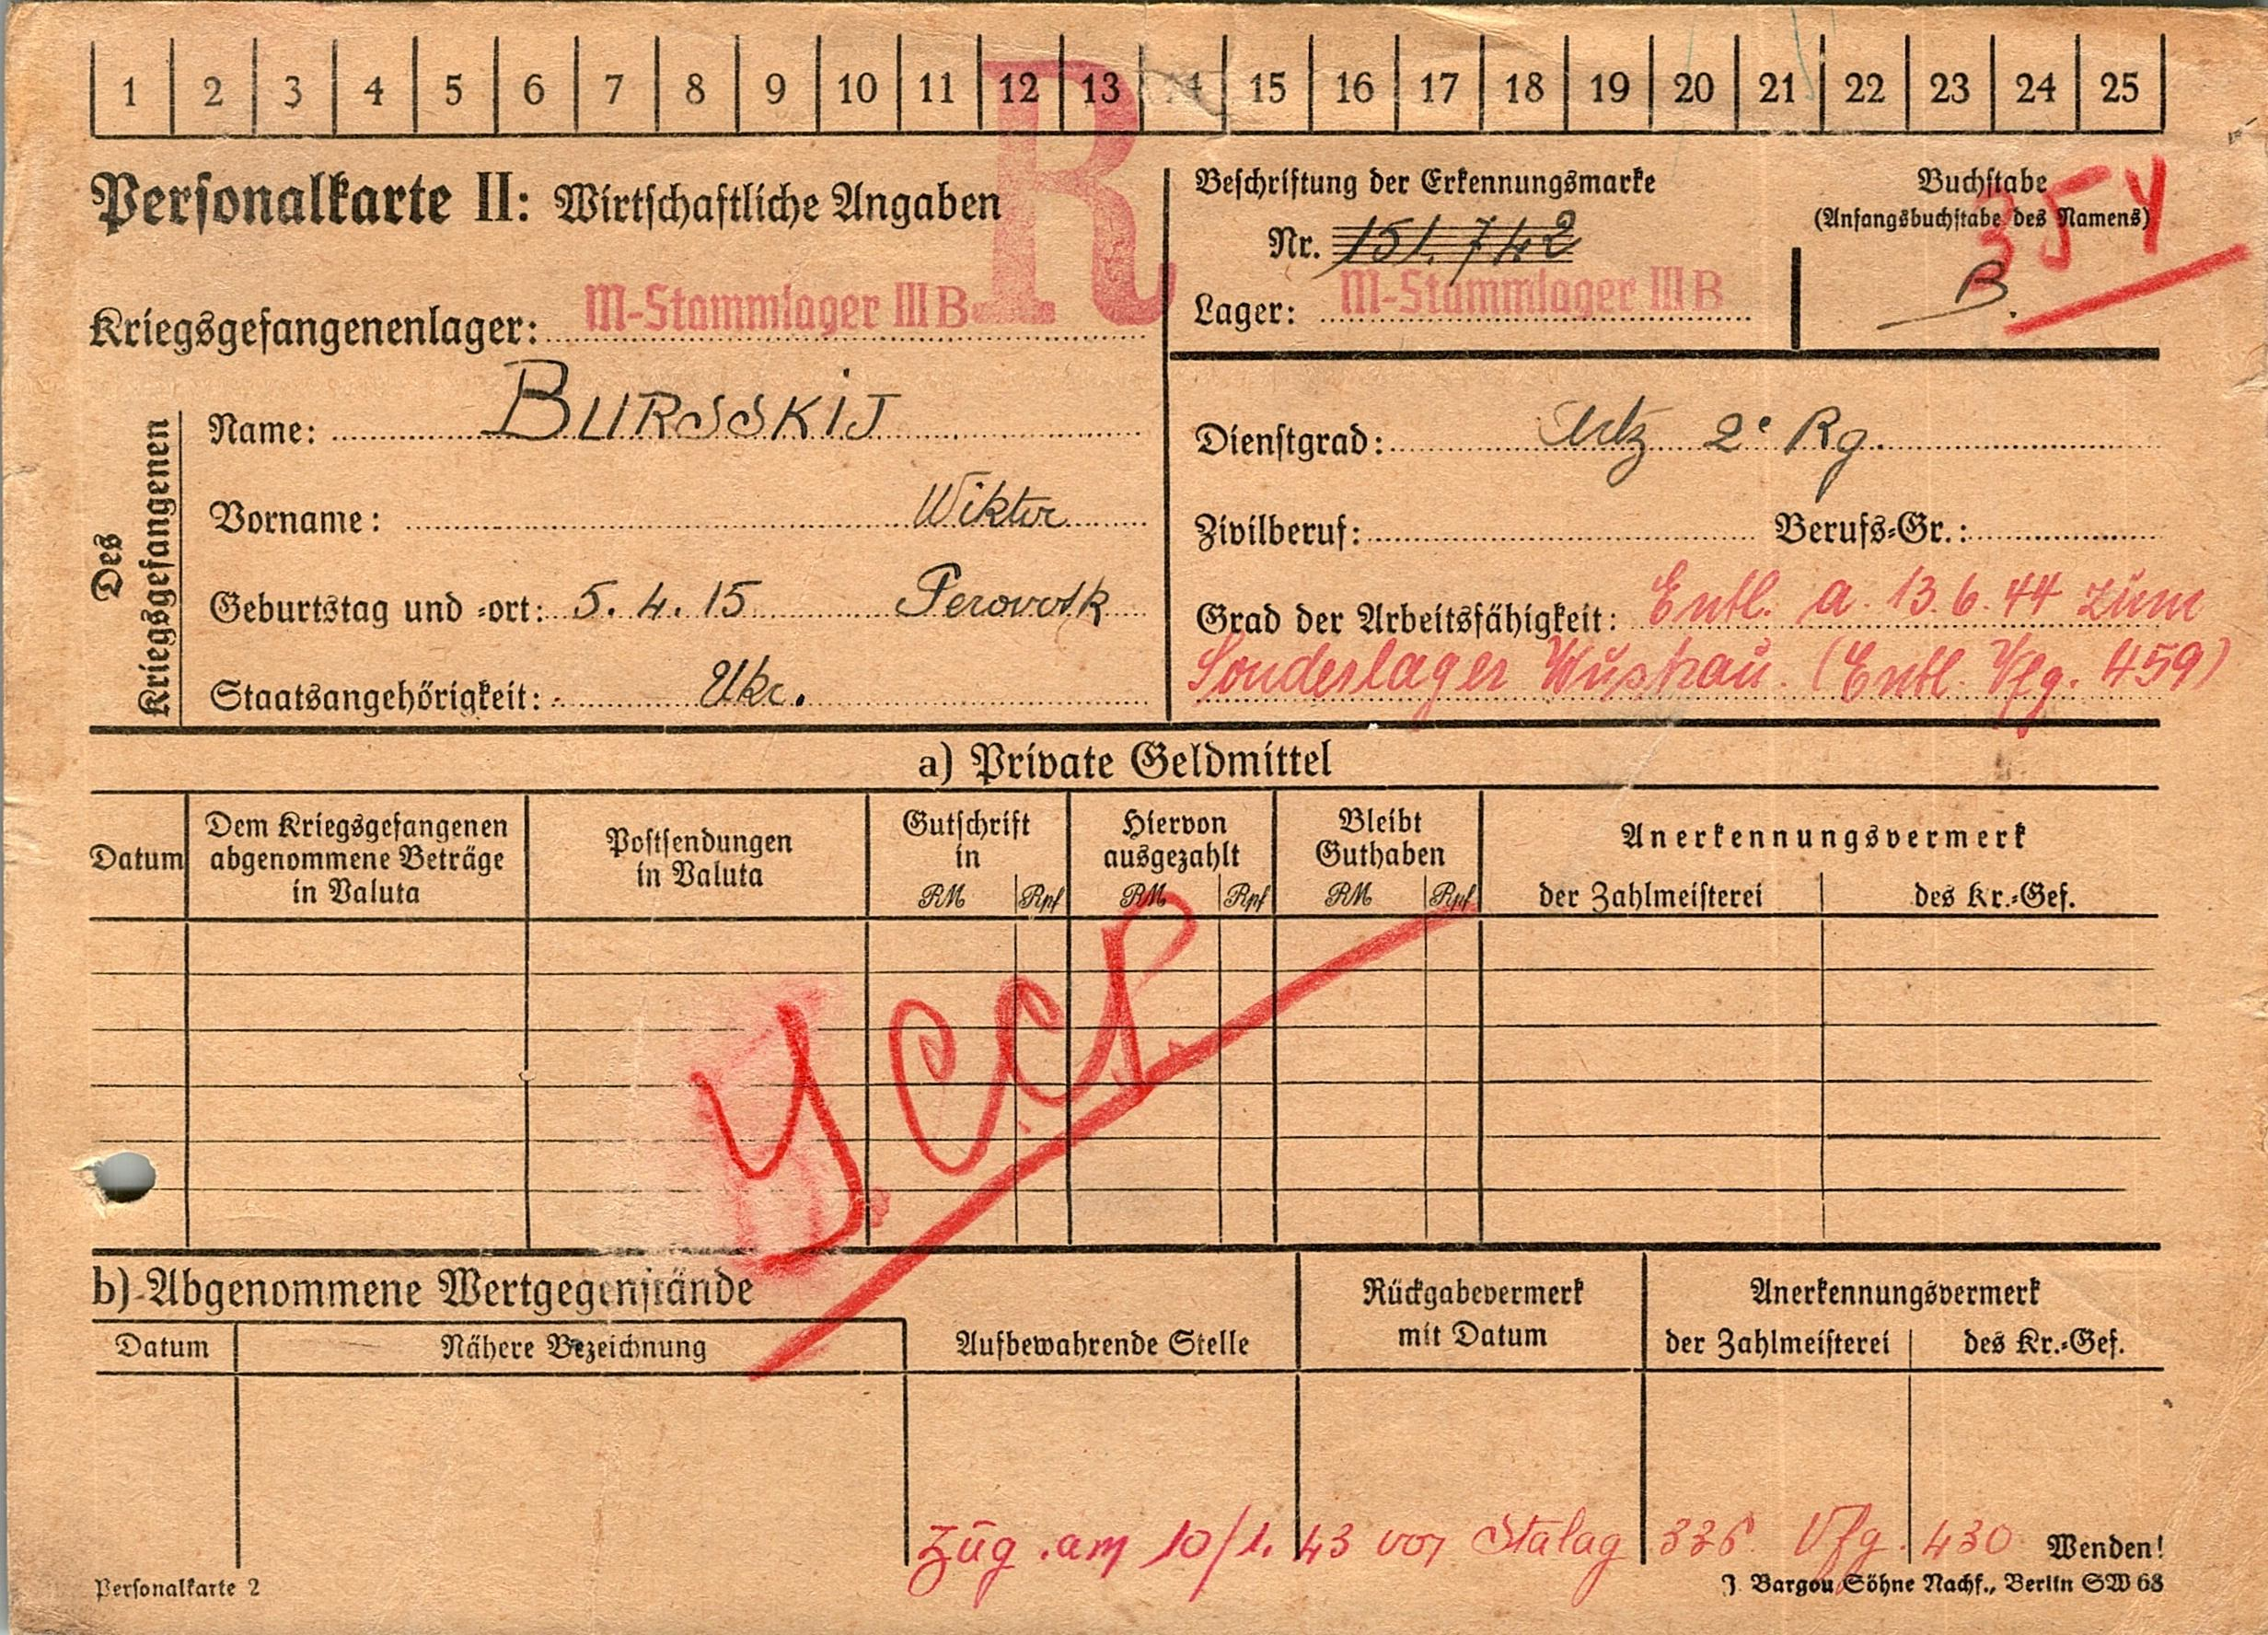 1 2 3 4 5 6 7 8 9 10 11 12 13 14 15 16 17 18 19 20 21 22 23 24 25
R
Personalkarte II: Wirtschaftliche Angaben
Kriegsgefangenenlager: M-Stammlager III B
Beschriftung der Erkennungsmarke
Nr. 151.742
Lager: M-Stammlager III B
Buchstabe
(Anfangsbuchstabe des Namens)
B.
Des Kriegsgefangenen
Name: BURSSKIJ
Vorname: Wiktor
Geburtstag und =ort: 5.4.15 Perovosk
Staatsangehörigkeit: Ukr.
Dienstgrad: 2e Rg.
Zivilberuf: Berufs=Gr.:
Grad der Arbeitsfähigkeit: Entl. a. 13.6.44 zum
Sonderlager Wustrau. (Entl. Vfg. 459)
a) Private Geldmittel
Datum
Dem Kriegsgefangenen abgenommene Beträge in Valuta
Postsendungen in Valuta
Gutschrift in RM Rpf
Hiervon ausgezahlt RM Rpf
Bleibt Guthaben RM Rpf
Anerkennungsvermerk
der Zahlmeisterei des Kr.=Gef.
УССР
b) Abgenommene Wertgegenstände
Datum Nähere Bezeichnung
Aufbewahrende Stelle
Rückgabevermerk mit Datum
Anerkennungsvermerk
der Zahlmeisterei des Kr.=Gef.
Zug. am 10/1.43 von Stalag Vfg. 430
Wenden!
Personalkarte 2
J. Bargou Söhne Nachf., Berlin SW 68